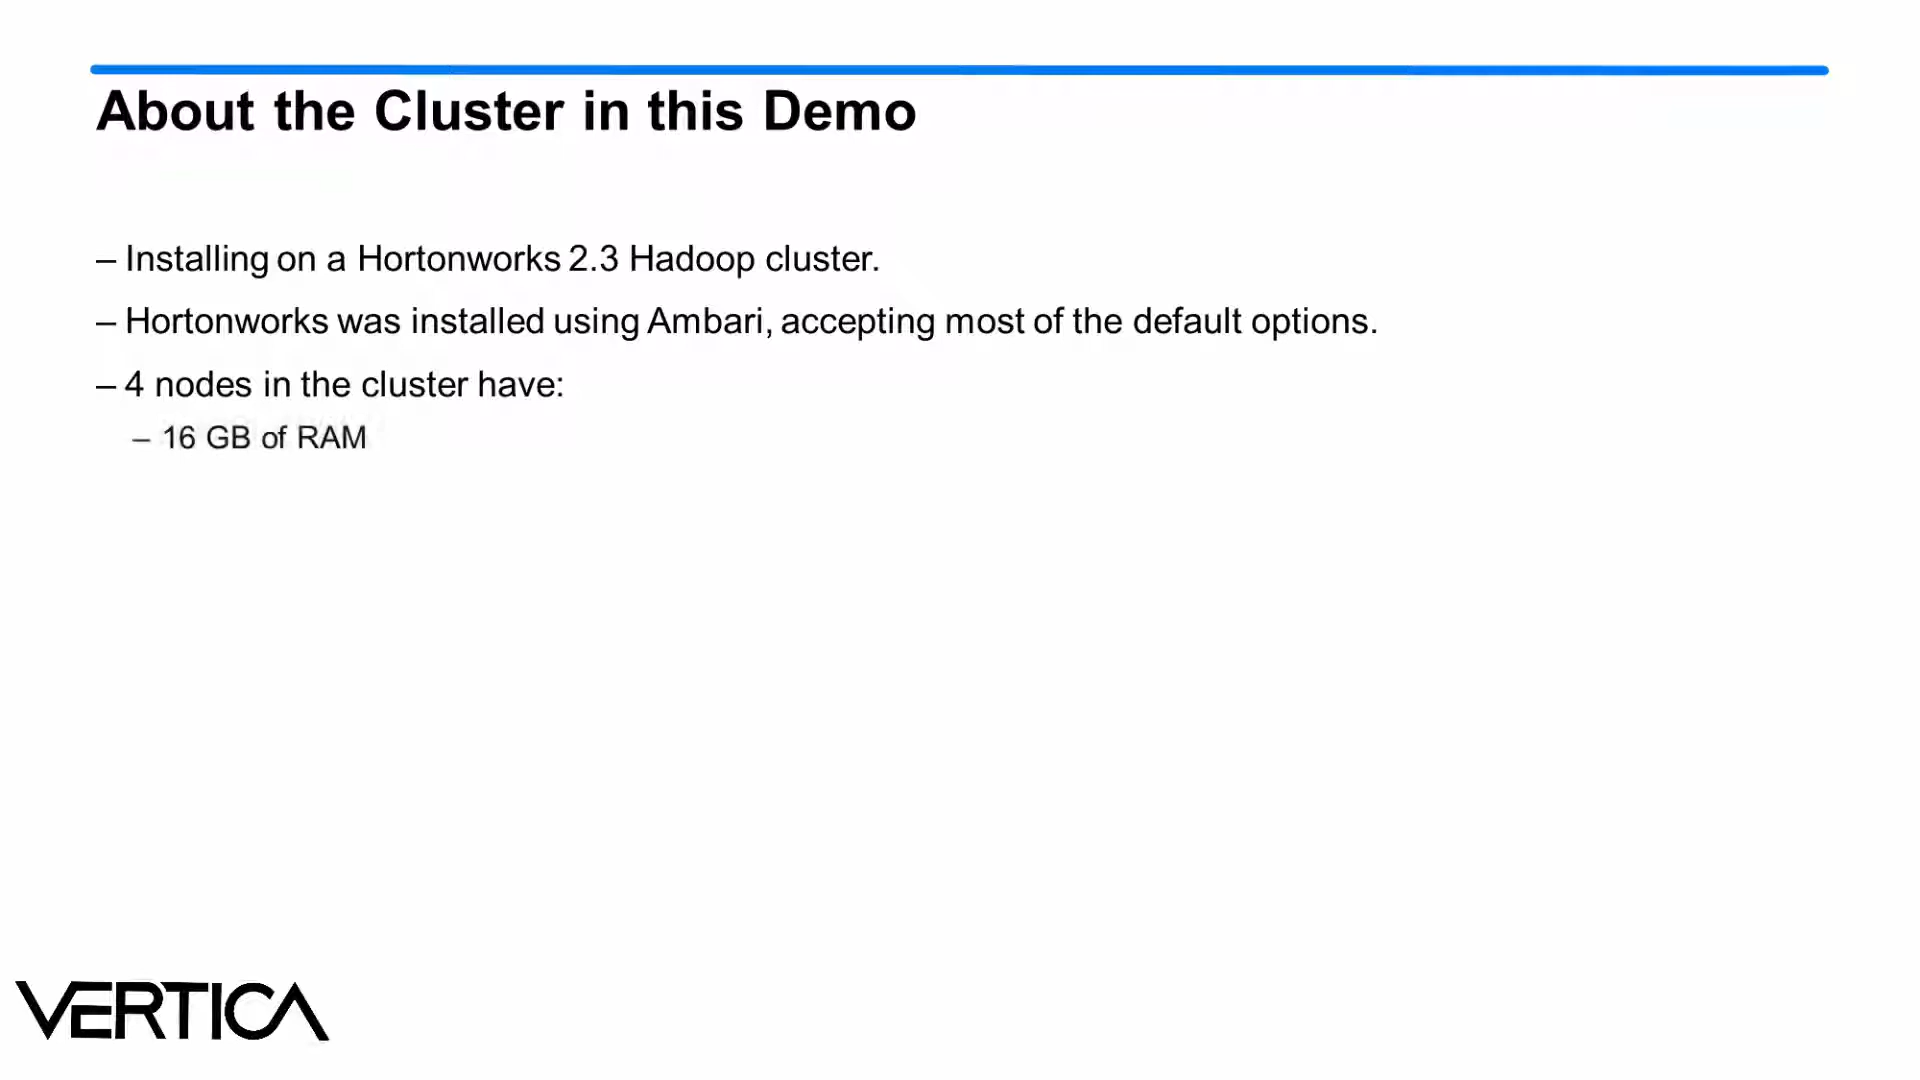 About the Cluster in this Demo
– Installing on a Hortonworks 2.3 Hadoop cluster.
– Hortonworks was installed using Ambari, accepting most of the default options.
– 4 nodes in the cluster have:
– 16 GB of RAM
VERTICA